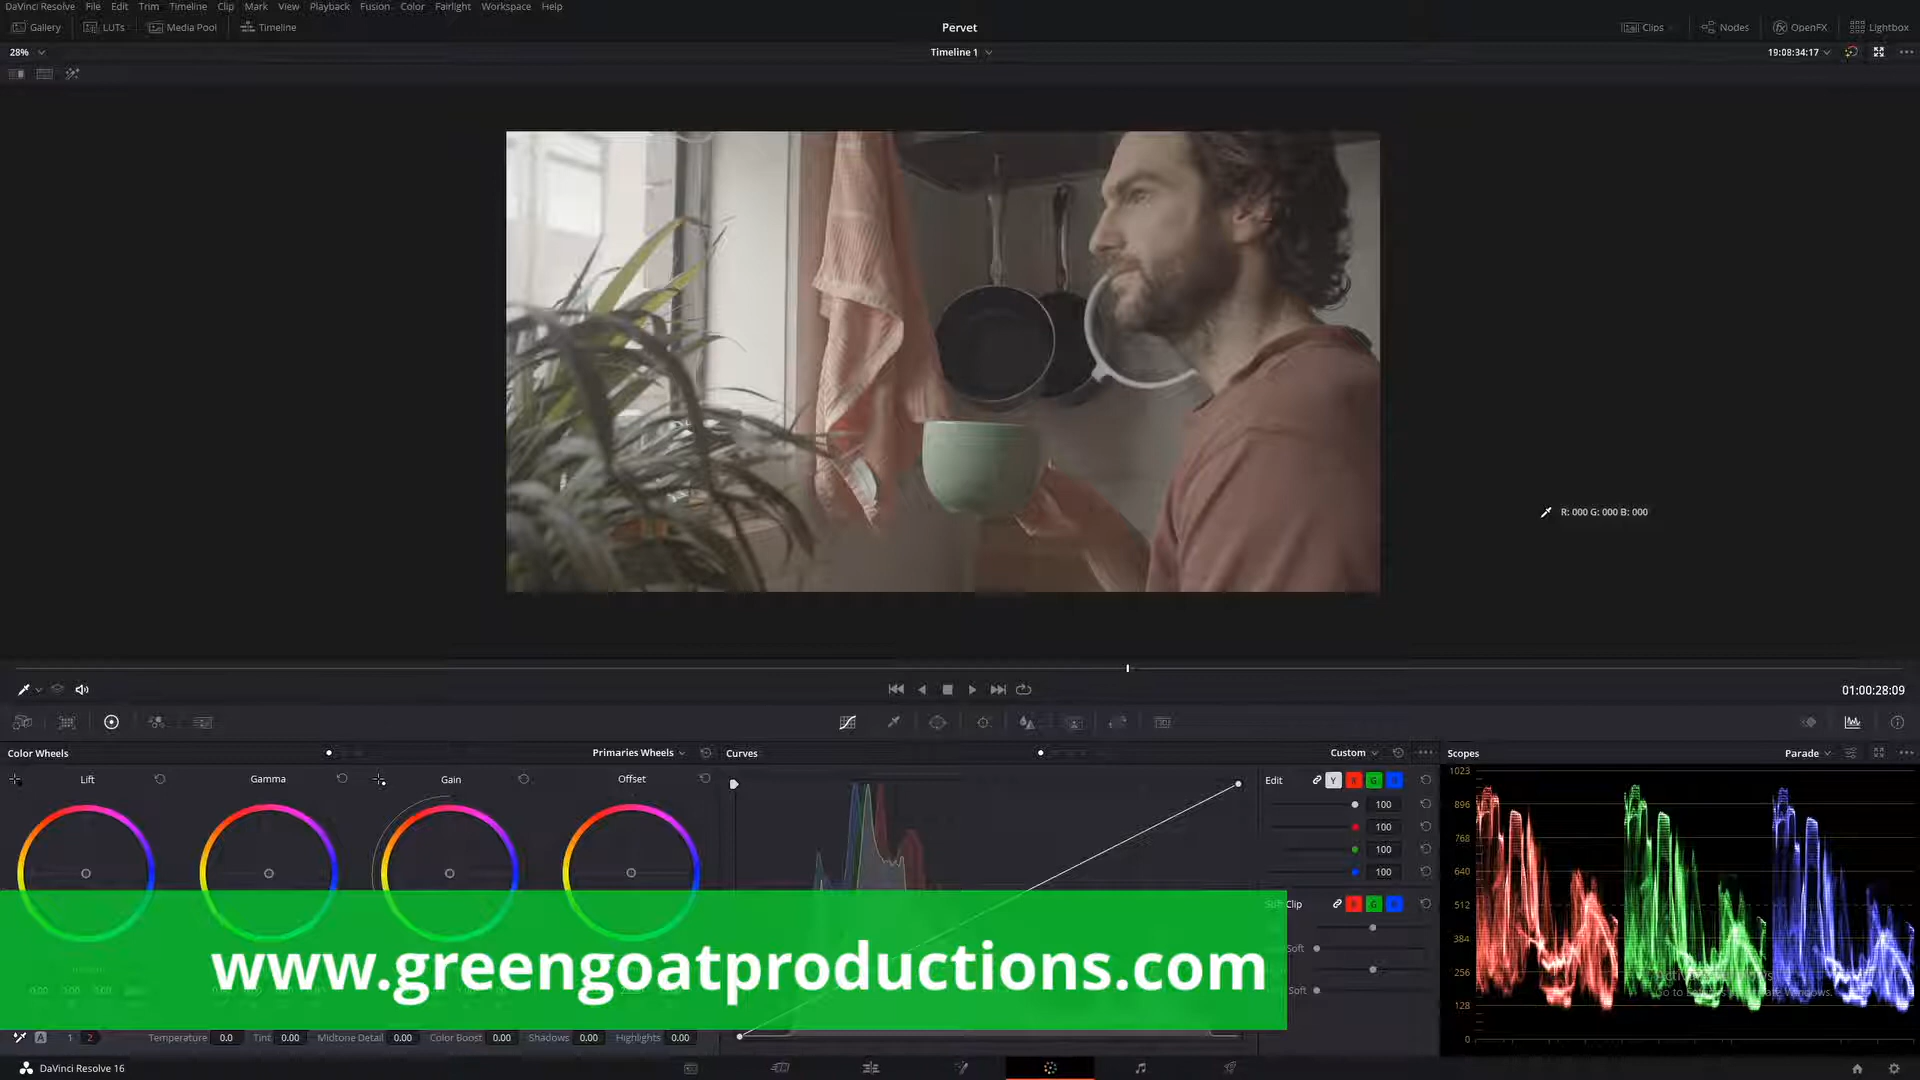 DaVinci Resolve File Edit Trim Timeline Clip Mark View Playback Fusion Color Fairlight Workspace Help
Gallery LUTs Media Pool Timeline Pervet Clips Nodes OpenFX Lightbox
28% Timeline 1 19:08:34:17
R: 000 G: 000 B: 000
01:00:28:09
Color Wheels Primaries Wheels Curves Custom Scopes Parade
Lift Gamma Gain Offset
Edit Y R G B
100
100
100
100
1023
896
768
640
512
384
256
128
0
Clip R G B
Soft
Soft
www.greengoatproductions.com
A 1 2 Temperature 0.0 Tint 0.00 Midtone Detail 0.00 Color Boost 0.00 Shadows 0.00 Highlights 0.00
DaVinci Resolve 16